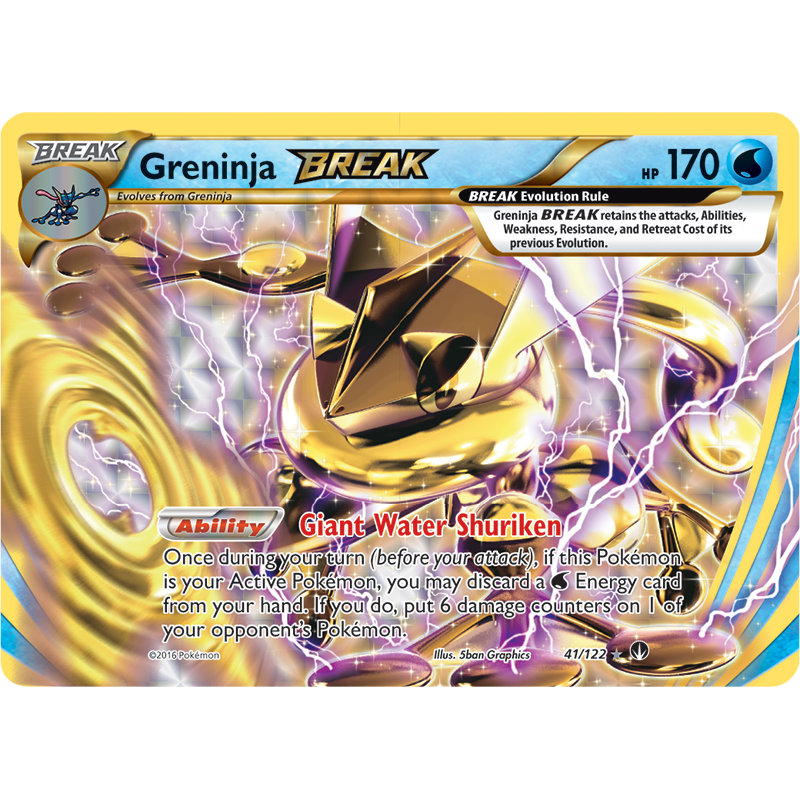 BREAK
Greninja BREAK
HP 170
Evolves from Greninja
BREAK Evolution Rule
Greninja BREAK retains the attacks, Abilities,
Weakness, Resistance, and Retreat Cost of its
previous Evolution.
Ability Giant Water Shuriken
Once during your turn (before your attack), if this Pokémon
is your Active Pokémon, you may discard a Energy card
from your hand. If you do, put 6 damage counters on 1 of
your opponent's Pokémon.
©2016 Pokémon
Illus. 5ban Graphics
41/122